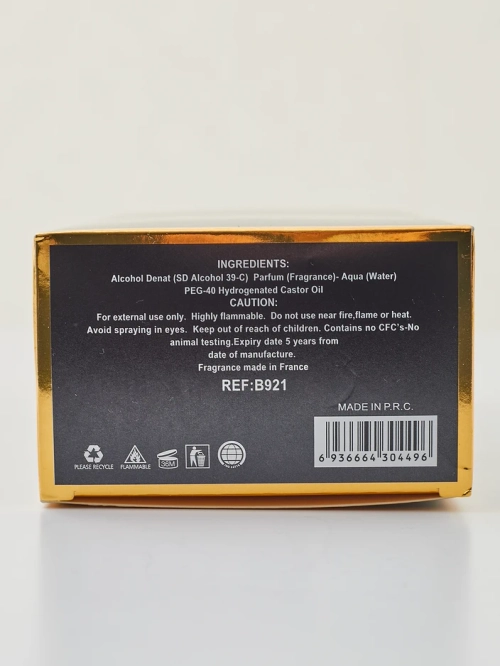 INGREDIENTS:
Alcohol Denat (SD Alcohol 39-C)  Parfum (Fragrance)- Aqua (Water)
PEG-40 Hydrogenated Castor Oil
CAUTION:
For external use only.  Highly flammable.  Do not use near fire,flame or heat.
Avoid spraying in eyes.  Keep out of reach of children. Contains no CFC's-No
animal testing.Expiry date 5 years from
date of manufacture.
Fragrance made in France
REF:B921
MADE IN P.R.C.
6 936664 304496
PLEASE RECYCLE
FLAMMABLE
36M